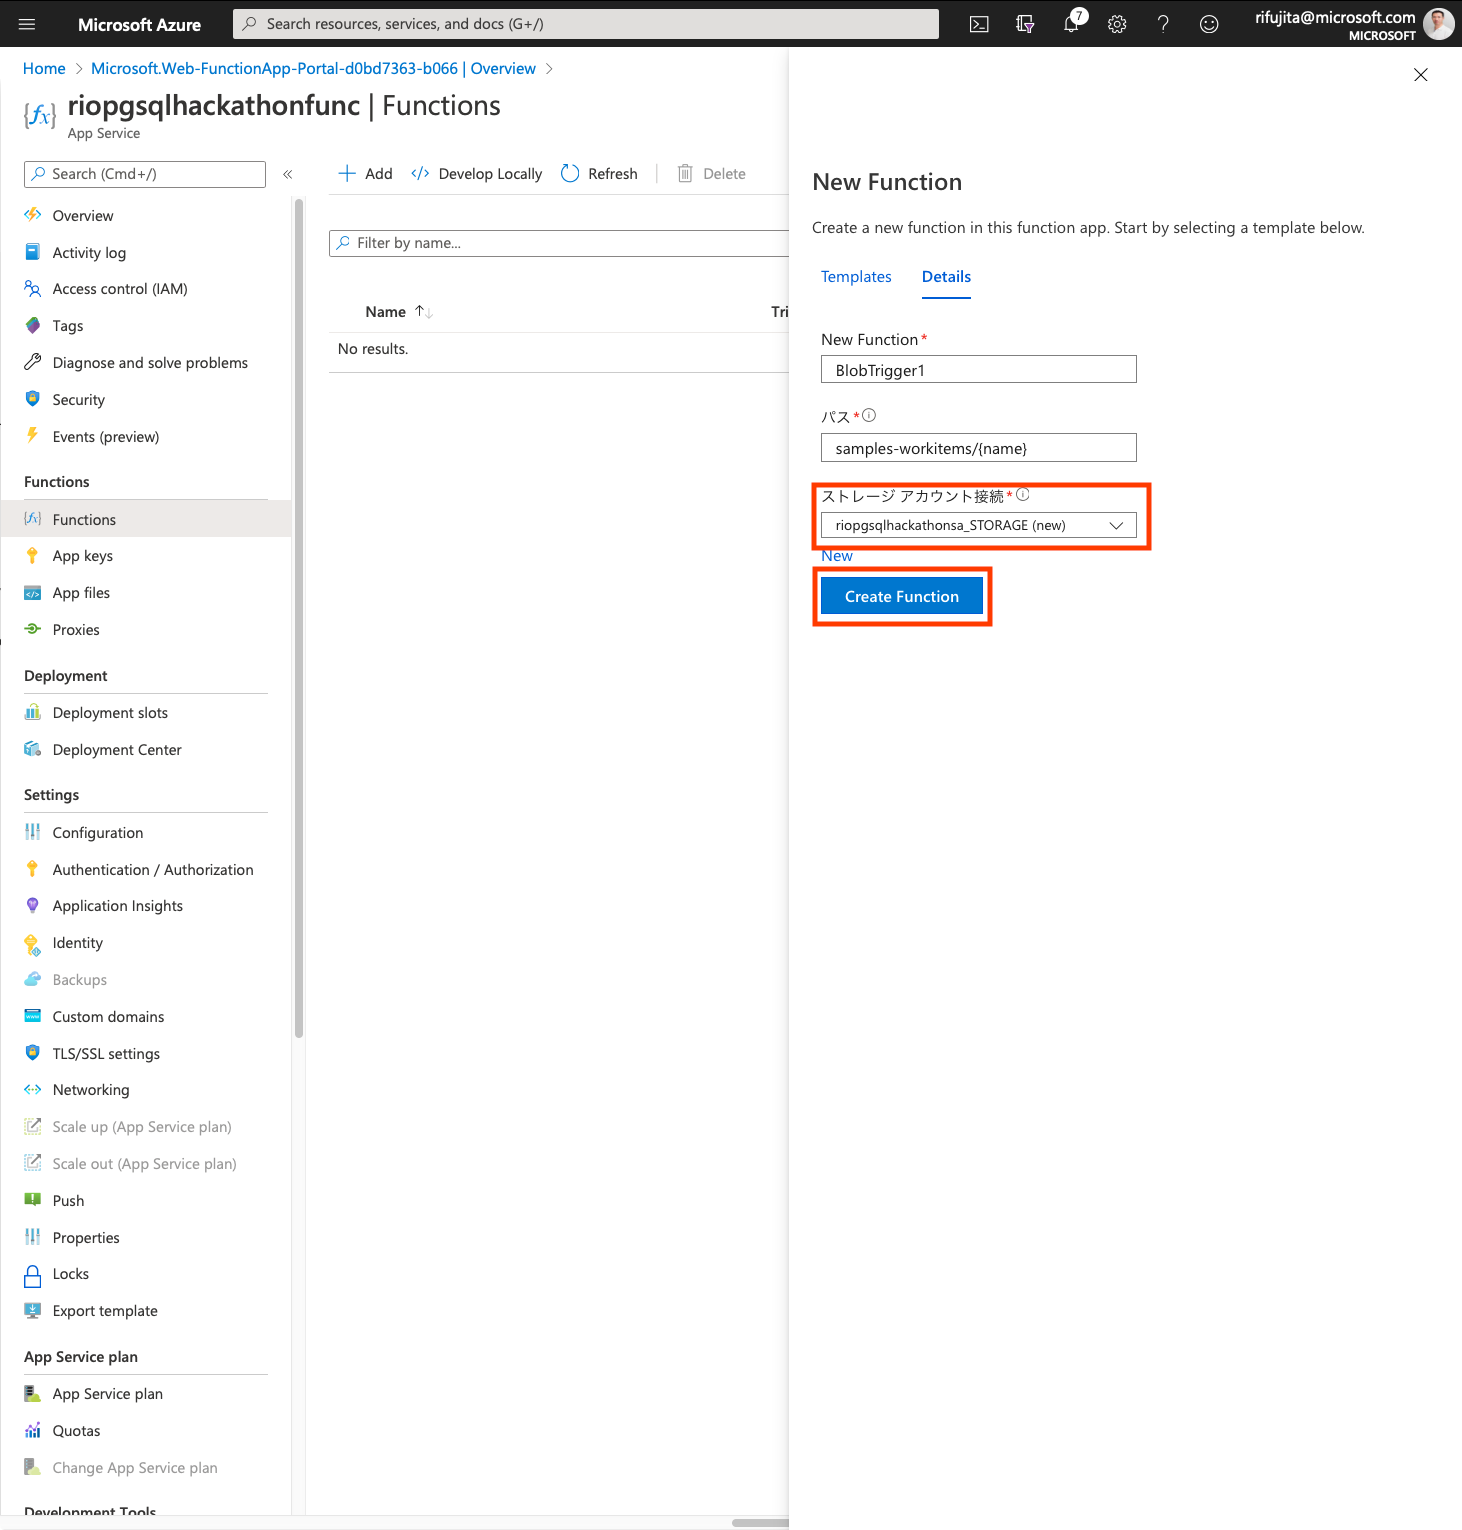 Microsoft Azure
Search resources, services, and docs (G+/)
7
rifujita@microsoft.com
MICROSOFT
Home > Microsoft.Web-FunctionApp-Portal-d0bd7363-b066 | Overview >
riopgsqlhackathonfunc | Functions
App Service
Search (Cmd+/)
«
Overview
Activity log
Access control (IAM)
Tags
Diagnose and solve problems
Security
Events (preview)
Functions
Functions
App keys
App files
Proxies
Deployment
Deployment slots
Deployment Center
Settings
Configuration
Authentication / Authorization
Application Insights
Identity
Backups
Custom domains
TLS/SSL settings
Networking
Scale up (App Service plan)
Scale out (App Service plan)
Push
Properties
Locks
Export template
App Service plan
App Service plan
Quotas
Change App Service plan
Development Tools
Add
Develop Locally
Refresh
Delete
Filter by name...
Name
Tri
No results.
New Function
Create a new function in this function app. Start by selecting a template below.
Templates
Details
New Function*
BlobTrigger1
パス*
samples-workitems/{name}
ストレージ アカウント接続*
riopgsqlhackathonsa_STORAGE (new)
New
Create Function